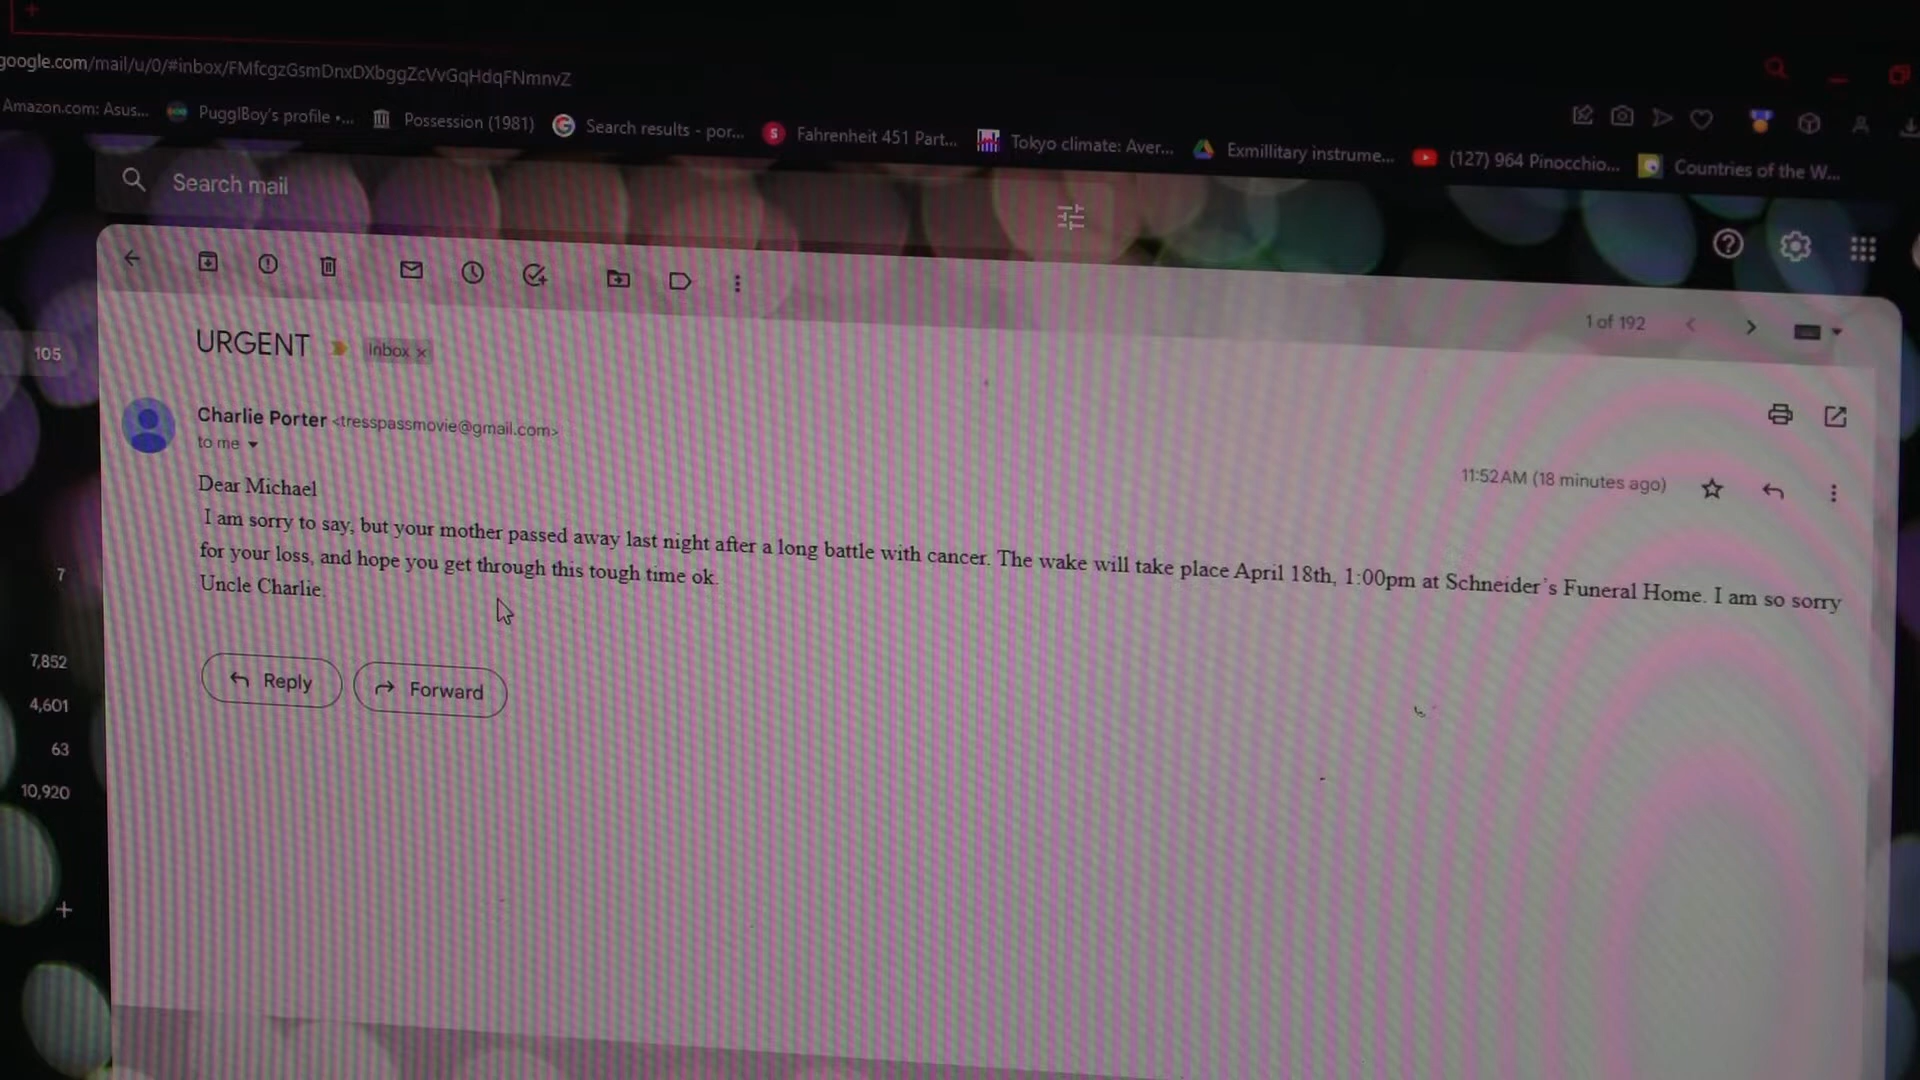 google.com/mail/u/0/#inbox/FMfcgzGsmDnxDXbggZcVvGqHdqFNmnvZ
Amazon.com: Asus... PugglBoy's profile •... Possession (1981) Search results - por... Fahrenheit 451 Part... Tokyo climate: Aver... Exmillitary instrume... (127) 964 Pinocchio... Countries of the W...
Search mail
1 of 192
URGENT Inbox x
105
Charlie Porter <tresspassmovie@gmail.com>
to me
11:52 AM (18 minutes ago)
Dear Michael
I am sorry to say, but your mother passed away last night after a long battle with cancer. The wake will take place April 18th, 1:00pm at Schneider's Funeral Home. I am so sorry
for your loss, and hope you get through this tough time ok.
Uncle Charlie.
7
Reply Forward
7,852
4,601
63
10,920